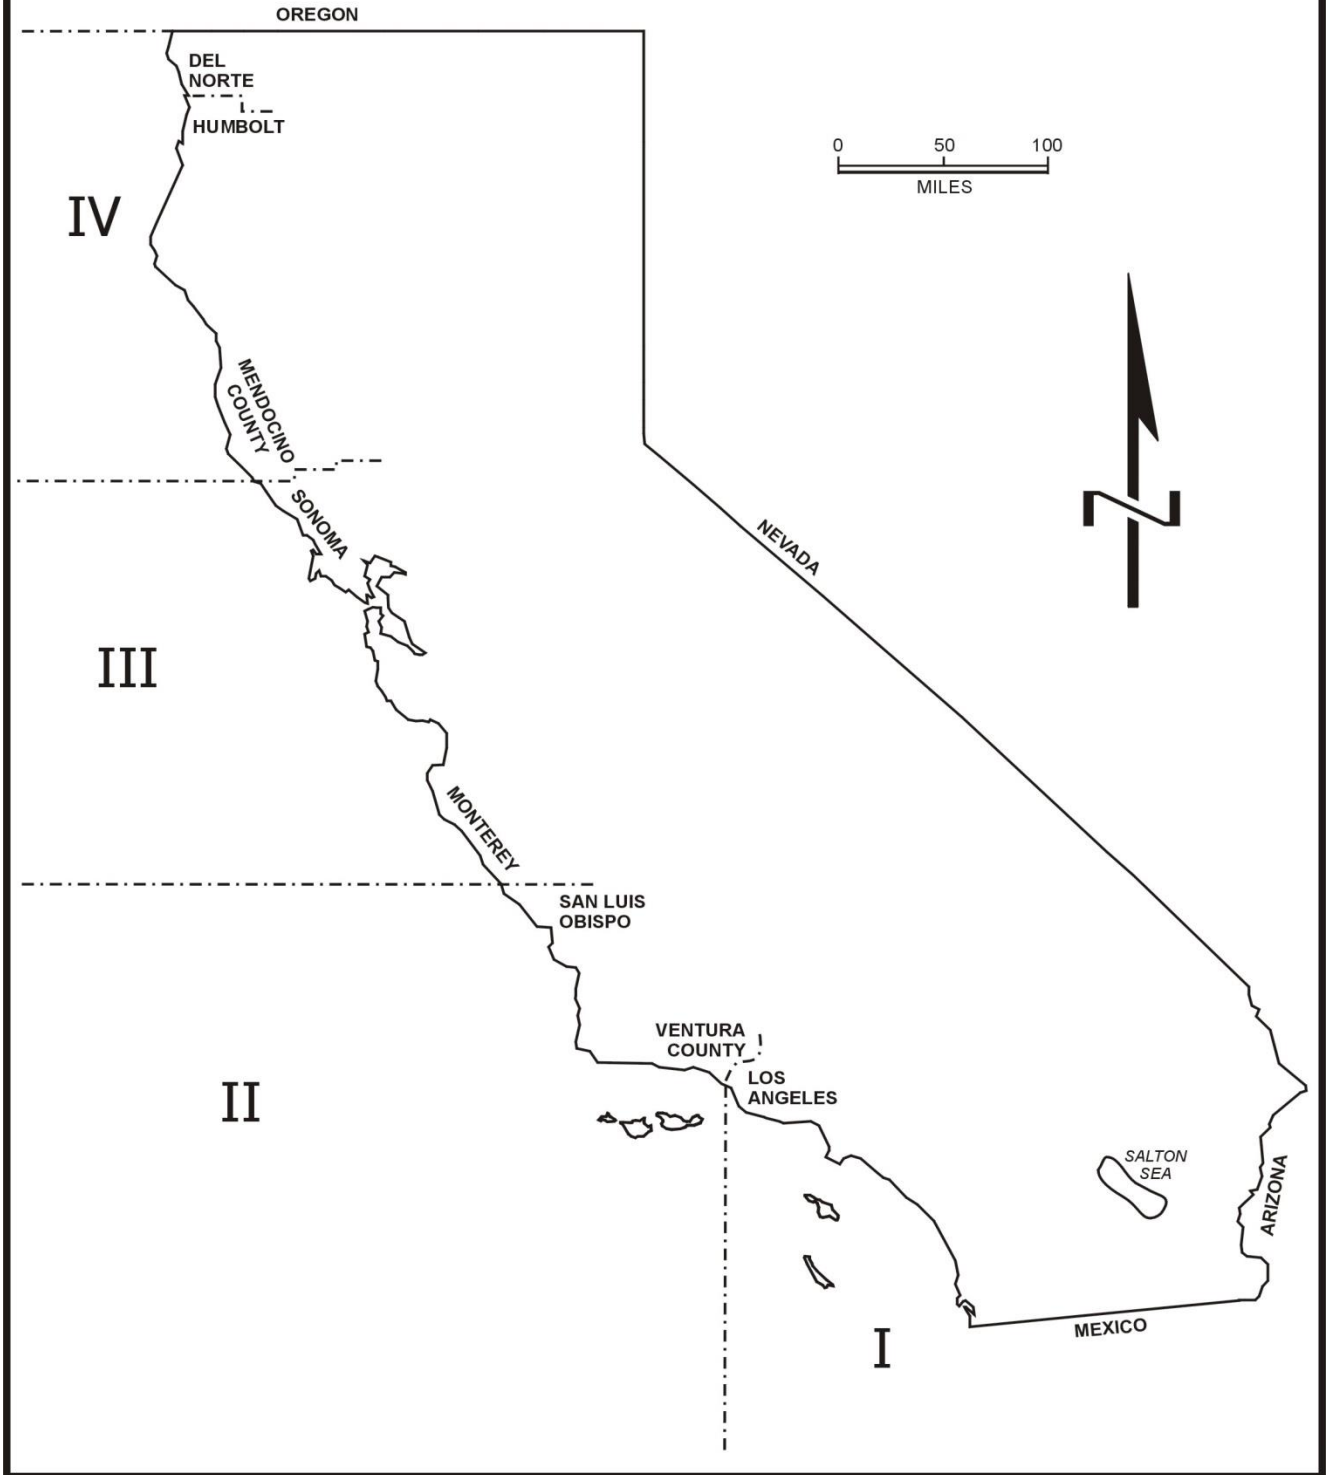 OREGON
DEL
NORTE
HUMBOLT
0 50 100
MILES
IV
MENDOCINO
COUNTY
SONOMA
NEVADA
N
III
MONTEREY
SAN LUIS
OBISPO
VENTURA
COUNTY
LOS
ANGELES
II
SALTON
SEA
ARIZONA
MEXICO
I